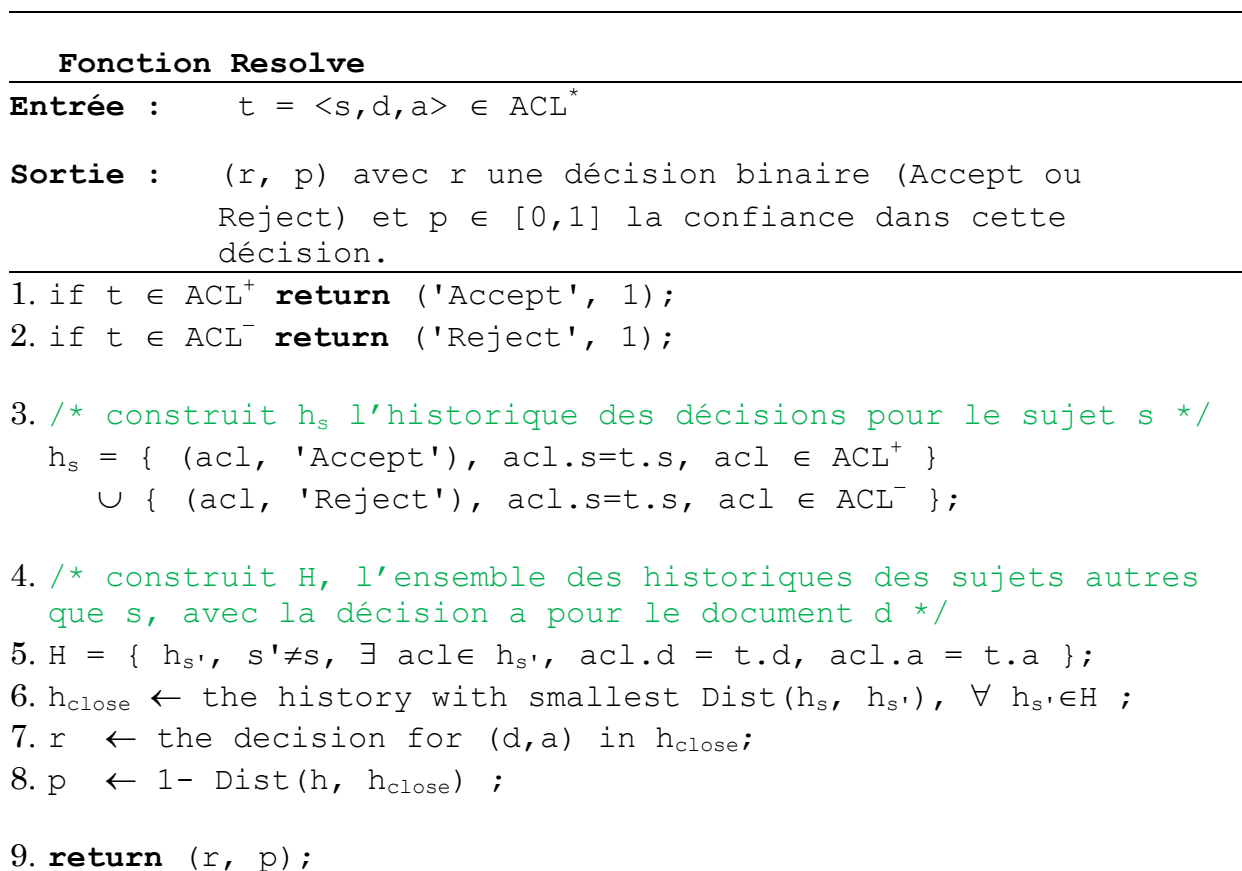 Fonction Resolve
Entrée : t = <s,d,a> ∈ ACL*
Sortie : (r, p) avec r une décision binaire (Accept ou
Reject) et p ∈ [0,1] la confiance dans cette
décision.
1. if t ∈ ACL⁺ return ('Accept', 1);
2. if t ∈ ACL⁻ return ('Reject', 1);
3. /* construit hₛ l’historique des décisions pour le sujet s */
hₛ = { (acl, 'Accept'), acl.s=t.s, acl ∈ ACL⁺ }
∪ { (acl, 'Reject'), acl.s=t.s, acl ∈ ACL⁻ };
4. /* construit H, l’ensemble des historiques des sujets autres
que s, avec la décision a pour le document d */
5. H = { hₛ', s'≠s, ∃ acl∈ hₛ', acl.d = t.d, acl.a = t.a };
6. h_close ← the history with smallest Dist(hₛ, hₛ'), ∀ hₛ'∈H ;
7. r ← the decision for (d,a) in h_close;
8. p ← 1- Dist(h, h_close) ;
9. return (r, p);